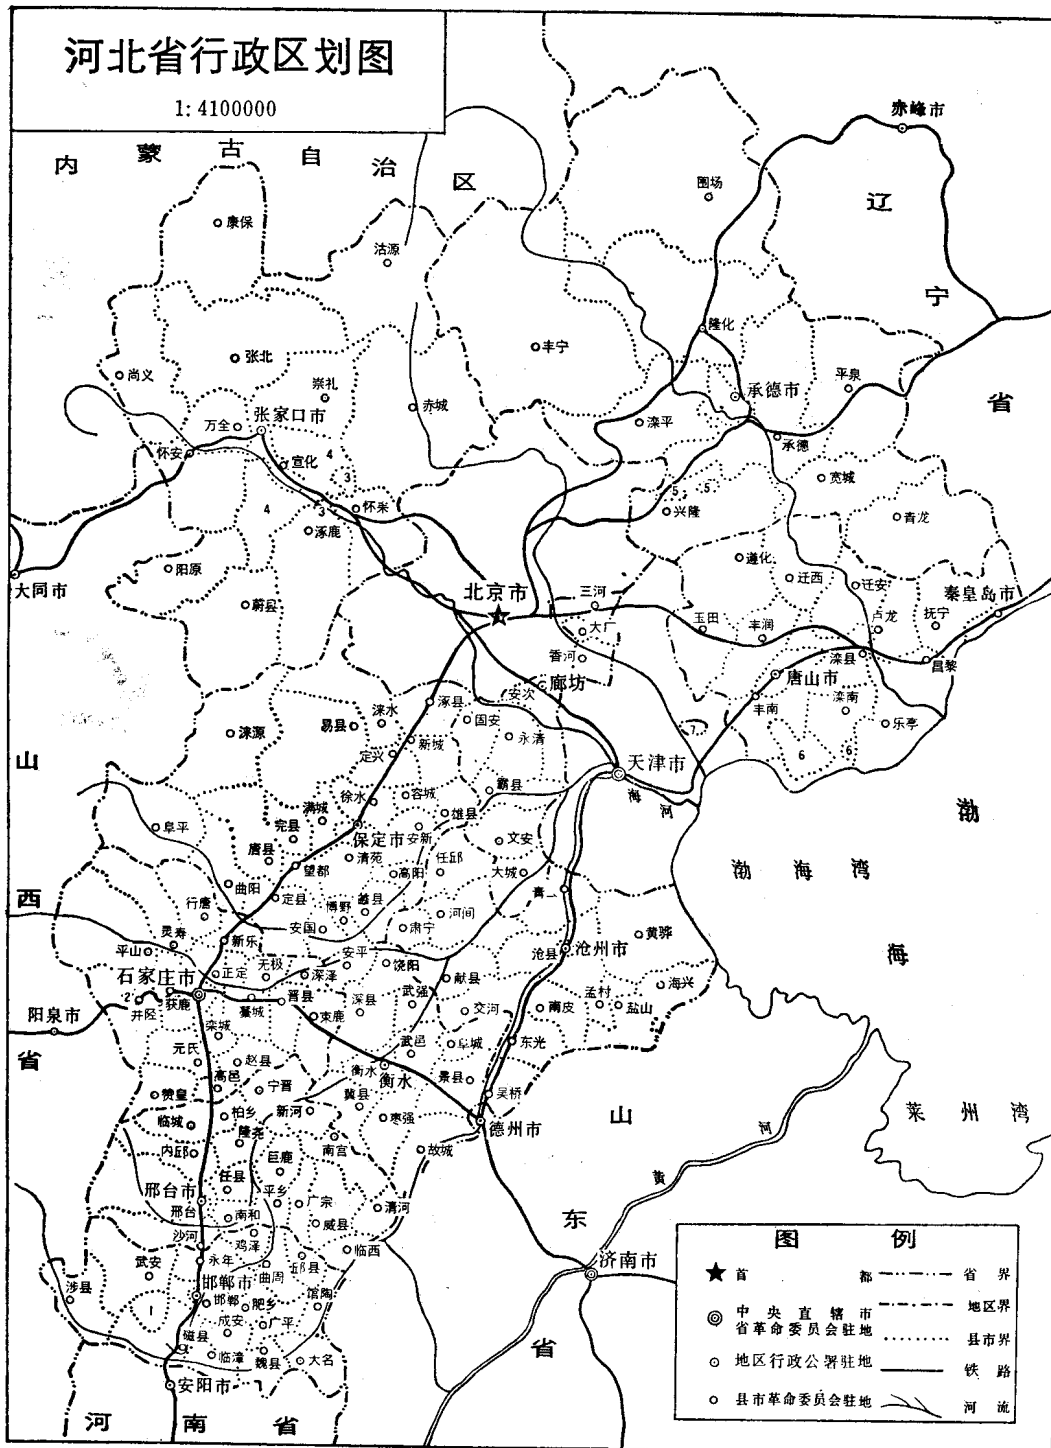 河北省行政区划图
1:4100000
内蒙古自治区
赤峰市
辽宁省
围场
康保
沽源
隆化
丰宁
张北
尚义
崇礼
平泉
承德市
赤城
万全
张家口市
滦平
承德
怀安
宣化
4
3
宽城
5
5
4
3
怀来
兴隆
青龙
涿鹿
遵化
阳原
大同市
迁西
迁安
北京市
三河
秦皇岛市
蔚县
玉田
丰润
卢龙
抚宁
大厂
香河
滦县
昌黎
安次
廊坊
唐山市
涿县
丰南
滦南
涞源
易县
涞水
固安
乐亭
新城
永清
7
6
6
定兴
山西省
天津市
霸县
海河
徐水
容城
渤海
满城
雄县
阜平
完县
保定市
安新
文安
渤海湾
唐县
清苑
任邱
望都
高阳
大城
曲阳
青
定县
博野
蠡县
行唐
河间
安国
肃宁
灵寿
新乐
黄骅
平山
沧县
沧州市
安平
石家庄市
正定
无极
深泽
饶阳
献县
海兴
2
获鹿
晋县
深县
武强
孟村
井陉
藁城
交河
南皮
盐山
阳泉市
束鹿
栾城
元氏
赵县
武邑
阜城
东光
衡水
衡水
高邑
景县
赞皇
宁晋
吴桥
冀县
柏乡
新河
枣强
山东省
临城
德州市
莱州湾
隆尧
南宫
故城
内邱
巨鹿
黄河
任县
邢台市
平乡
邢台
南和
广宗
清河
沙河
威县
鸡泽
临西
永年
邱县
武安
曲周
济南市
涉县
邯郸市
馆陶
邯郸
肥乡
1
成安
广平
磁县
临漳
魏县
大名
安阳市
河南省
图例
首都
省界
中央直辖市
省革命委员会驻地
地区界
县市界
地区行政公署驻地
铁路
县市革命委员会驻地
河流